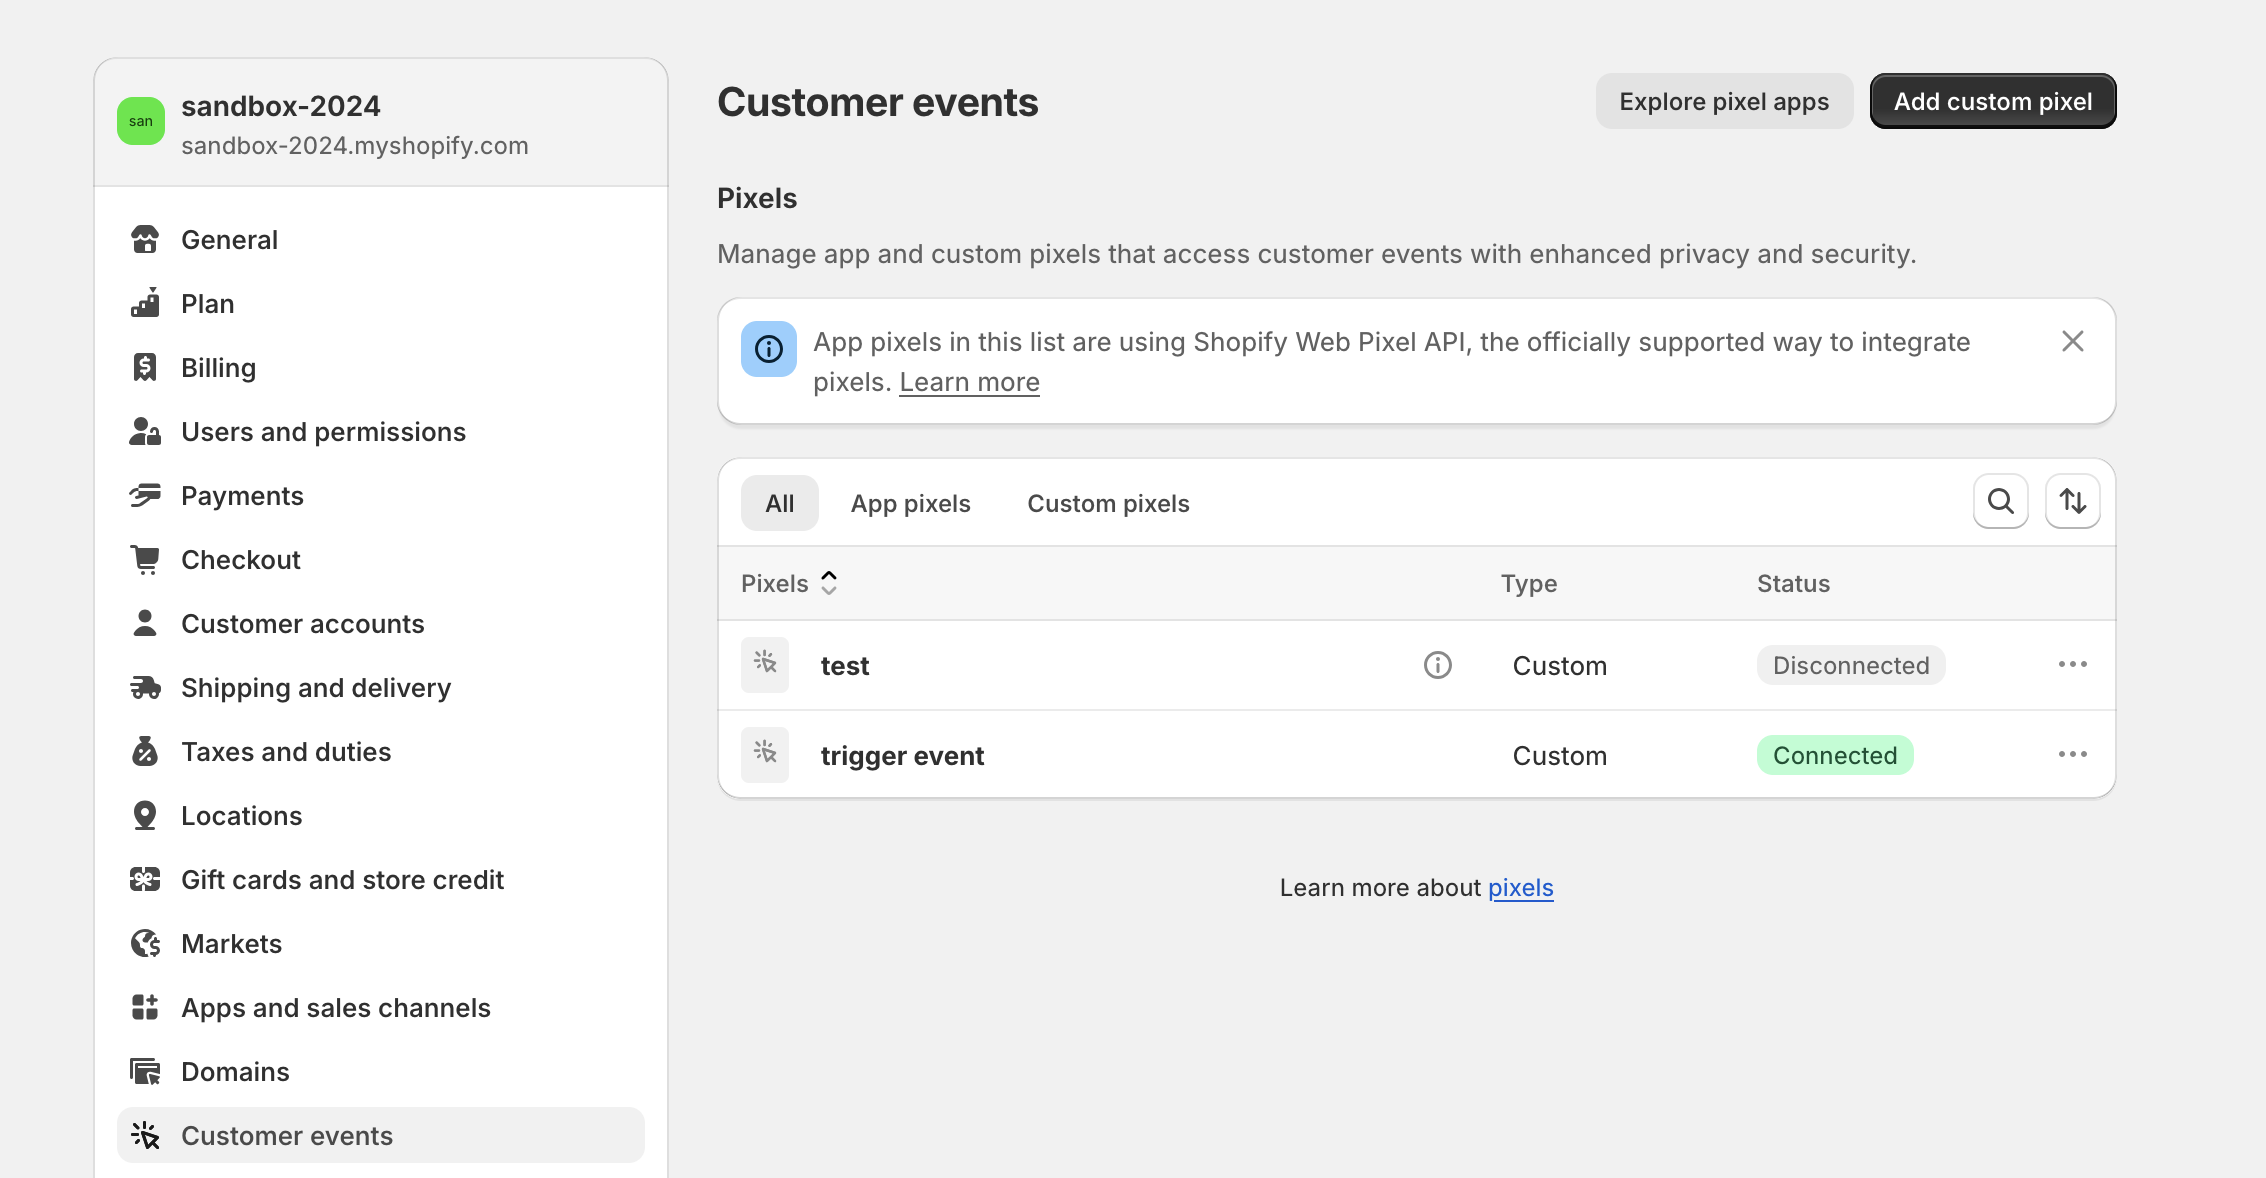 san
sandbox-2024
sandbox-2024.myshopify.com
General
Plan
Billing
Users and permissions
Payments
Checkout
Customer accounts
Shipping and delivery
Taxes and duties
Locations
Gift cards and store credit
Markets
Apps and sales channels
Domains
Customer events
Customer events
Explore pixel apps
Add custom pixel
Pixels
Manage app and custom pixels that access customer events with enhanced privacy and security.
App pixels in this list are using Shopify Web Pixel API, the officially supported way to integrate
pixels. Learn more
All App pixels Custom pixels
Pixels Type Status
test Custom Disconnected
trigger event Custom Connected
Learn more about pixels